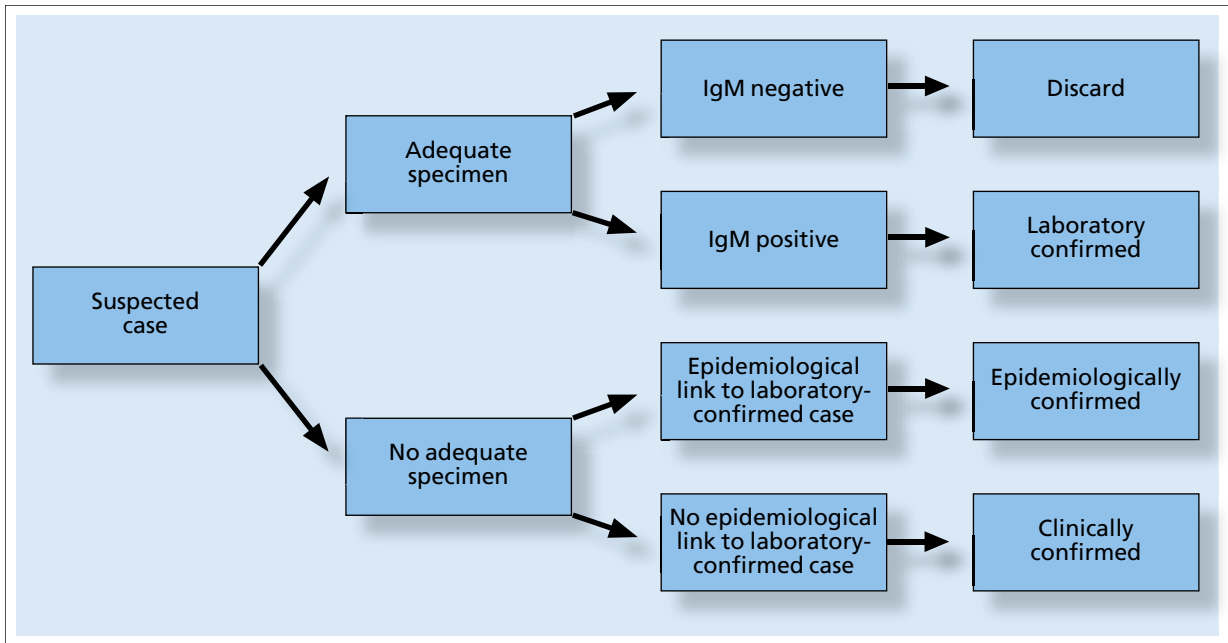 IgM negative
Discard
Adequate
specimen
IgM positive
Laboratory
confirmed
Suspected
case
Epidemiological
link to laboratory-
confirmed case
Epidemiologically
confirmed
No adequate
specimen
No epidemiological
link to laboratory-
confirmed case
Clinically
confirmed